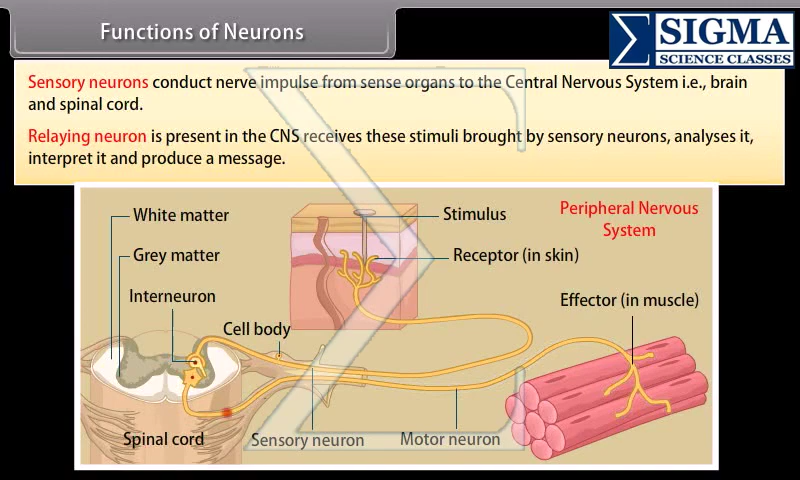 Functions of Neurons
Σ SIGMA
SCIENCE CLASSES
Sensory neurons conduct nerve impulse from sense organs to the Central Nervous System i.e., brain
and spinal cord.
Relaying neuron is present in the CNS receives these stimuli brought by sensory neurons, analyses it,
interpret it and produce a message.
White matter
Stimulus
Peripheral Nervous
System
Grey matter
Receptor (in skin)
Interneuron
Effector (in muscle)
Cell body
Spinal cord
Sensory neuron
Motor neuron